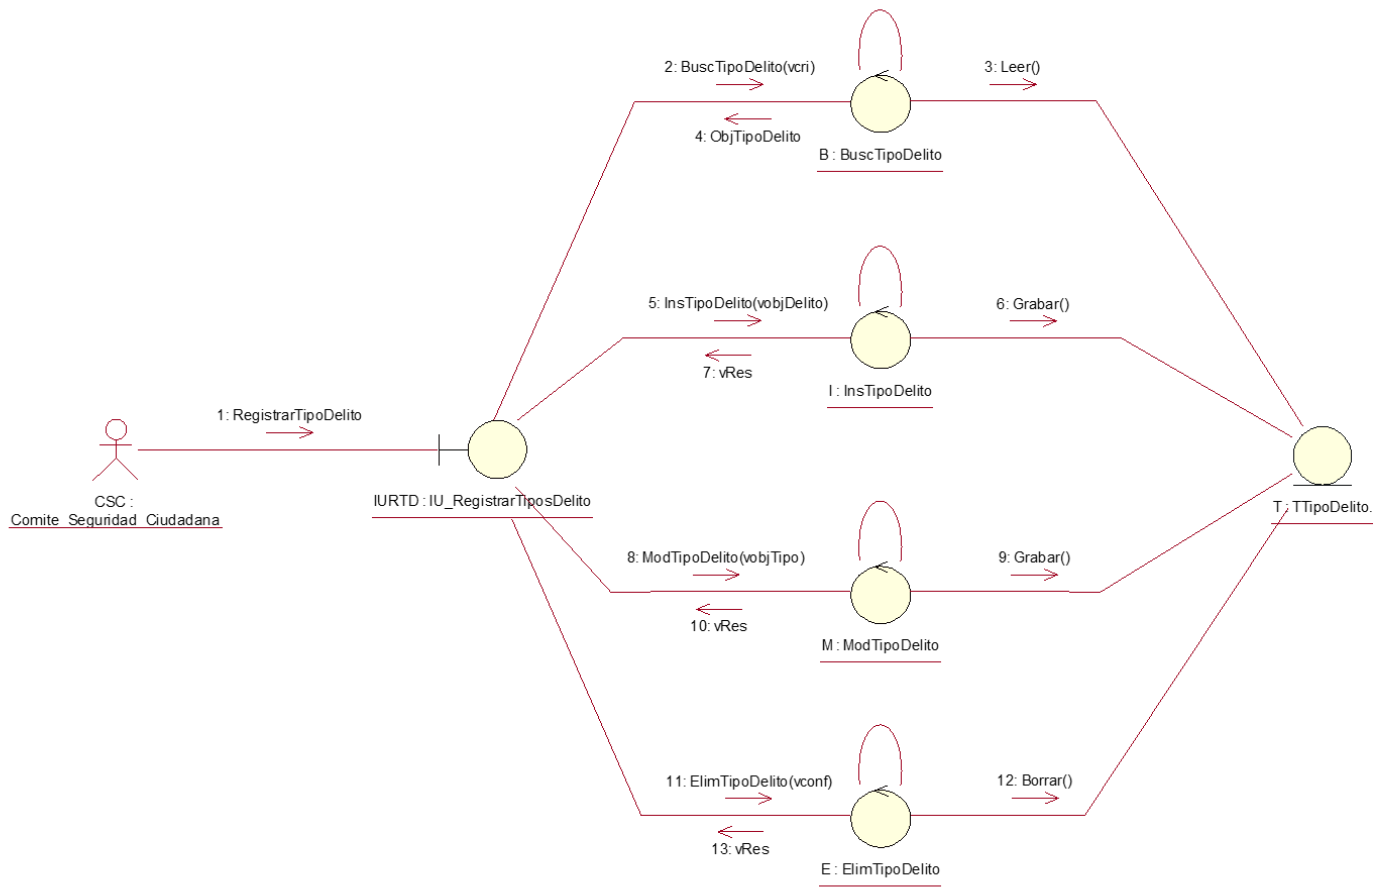 2: BuscTipoDelito(vcri)
3: Leer()
4: ObjTipoDelito
B : BuscTipoDelito
5: InsTipoDelito(vobjDelito)
6: Grabar()
7: vRes
I : InsTipoDelito
1: RegistrarTipoDelito
CSC :
Comite_Seguridad_Ciudadana
IURTD : IU_RegistrarTiposDelito
T : TTipoDelito.
8: ModTipoDelito(vobjTipo)
9: Grabar()
10: vRes
M : ModTipoDelito
11: ElimTipoDelito(vconf)
12: Borrar()
13: vRes
E : ElimTipoDelito